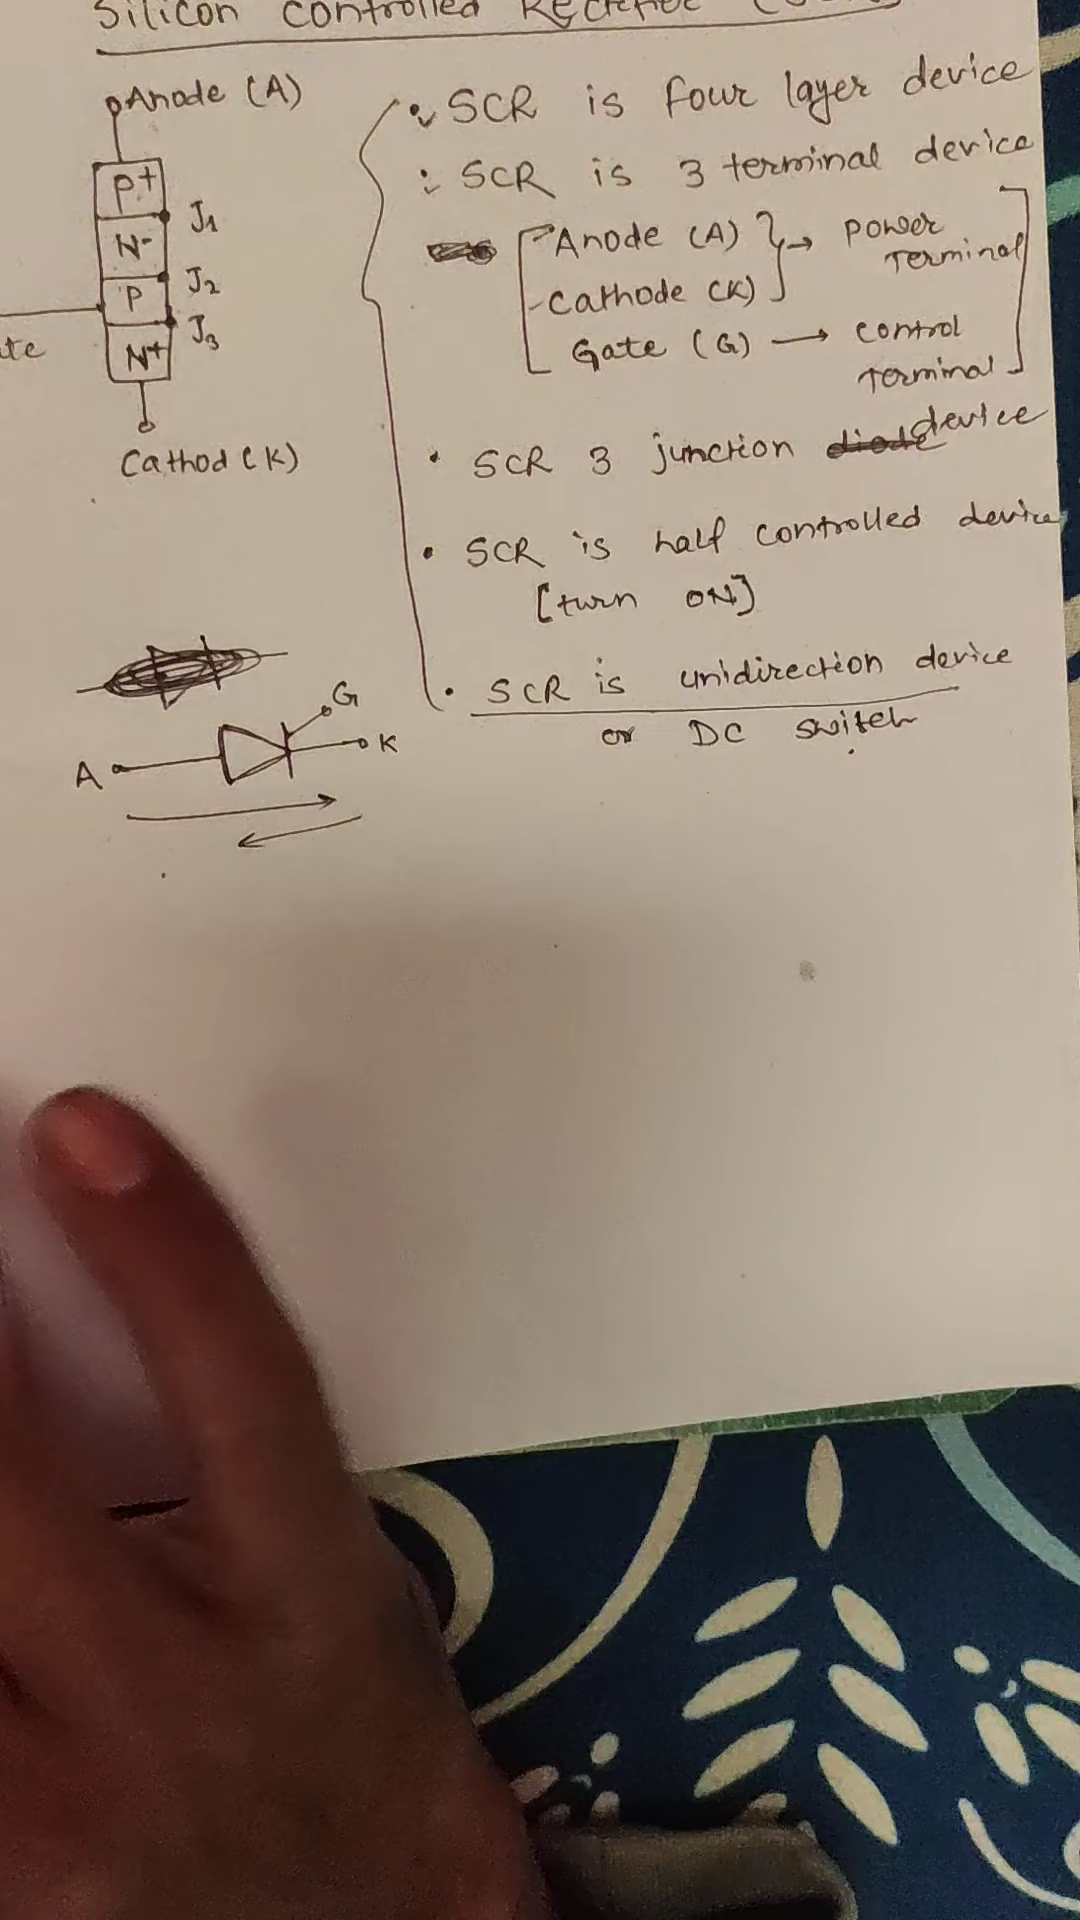 Silicon controlled Rectifier
Anode (A)
P+
J1
N-
J2
P
J3
N+
Cathod (K)
• SCR is four layer device
: SCR is 3 terminal device
Anode (A) } → power terminal
Cathode (K)
Gate (G) → control terminal
• SCR 3 junction device
• SCR is half controlled device
[turn ON]
• SCR is unidirection device
or DC switch
G
A
K